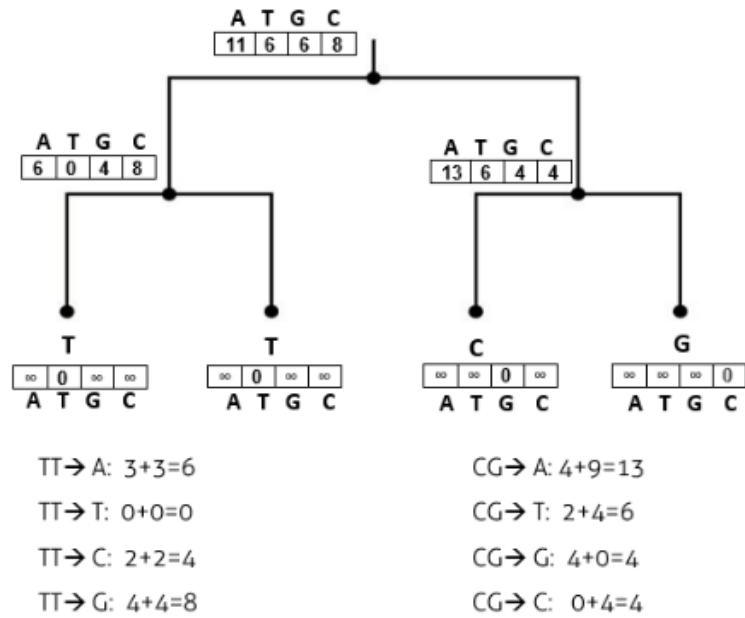 A T G C
11 6 6 8
A T G C
6 0 4 8
A T G C
13 6 4 4
T
T
C
G
∞ 0 ∞ ∞
∞ 0 ∞ ∞
∞ ∞ 0 ∞
∞ ∞ ∞ 0
A T G C
A T G C
A T G C
A T G C
TT→ A: 3+3=6
CG→ A: 4+9=13
TT→ T: 0+0=0
CG→ T: 2+4=6
TT→ C: 2+2=4
CG→ G: 4+0=4
TT→ G: 4+4=8
CG→ C: 0+4=4